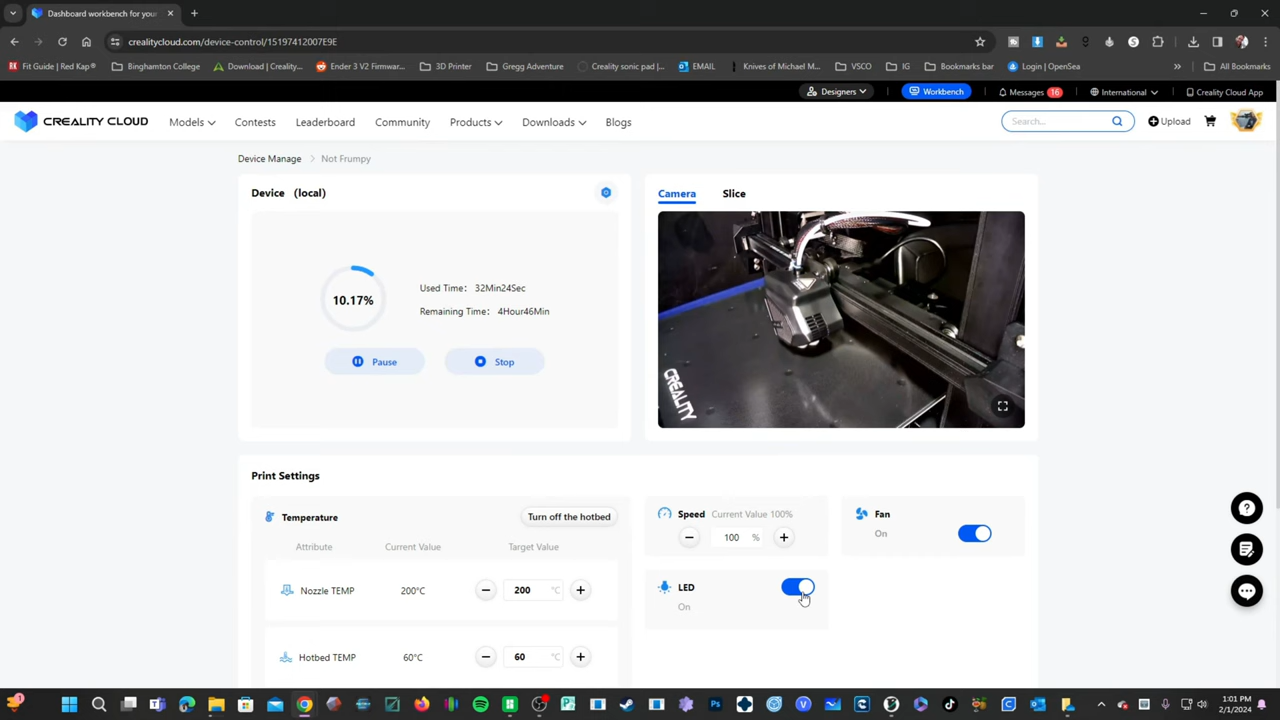 Dashboard workbench for your
crealitycloud.com/device-control/15197412007E9E
Fit Guide | Red Kap® Binghamton College Download | Creality... Ender 3 V2 Firmwar... 3D Printer Gregg Adventure Creality sonic pad |... EMAIL Knives of Michael M... VSCO IG Bookmarks bar Login | OpenSea » All Bookmarks
Designers Workbench Messages 16 International Creality Cloud App
CREALITY CLOUD Models Contests Leaderboard Community Products Downloads Blogs Search... Upload
Device Manage > Not Frumpy
Device (local) Camera Slice
10.17%
Used Time: 32Min24Sec
Remaining Time: 4Hour46Min
Pause Stop
CREALITY
Print Settings
Temperature Turn off the hotbed
Attribute Current Value Target Value
Nozzle TEMP 200°C 200 °C
Hotbed TEMP 60°C 60 °C
Speed Current Value 100%
100 %
Fan
On
LED
On
1:01 PM
2/1/2024